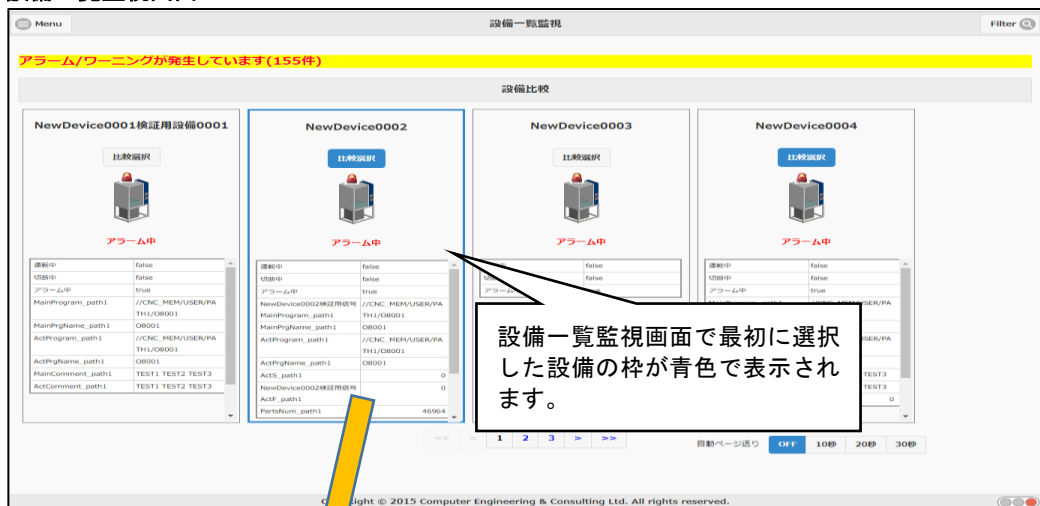 Menu
設備一覧監視
Filter
アラーム/ワーニングが発生しています(155件)
設備比較
NewDevice0001検証用設備0001
比較選択
アラーム中
運転中 false
切断中 false
アラーム中 true
MainProgram_path1 //CNC_MEM/USER/PA
TH1/O8001
MainPrgName_path1 O8001
ActProgram_path1 //CNC_MEM/USER/PA
TH1/O8001
ActPrgName_path1 O8001
MainComment_path1 TEST1 TEST2 TEST3
ActComment_path1 TEST1 TEST2 TEST3
NewDevice0002
比較選択
アラーム中
運転中 false
切断中 false
アラーム中 true
NewDevice0002検証用信号 //CNC_MEM/USER/PA
MainProgram_path1 TH1/O8001
MainPrgName_path1 O8001
ActProgram_path1 //CNC_MEM/USER/PA
TH1/O8001
ActPrgName_path1 O8001
ActS_path1 0
NewDevice0002検証用信号 0
ActF_path1
PartsNum_path1 46964
NewDevice0003
比較選択
アラーム中
false
false
アラーム中
NewDevice0004
比較選択
アラーム中
運転中 false
切断中 false
アラーム中 true
TH1/O8001
TEST3
TEST3
0
設備一覧監視画面で最初に選択
した設備の枠が青色で表示され
ます。
<< < 1 2 3 > >>
自動ページ送り OFF 10秒 20秒 30秒
ight © 2015 Computer Engineering & Consulting Ltd. All rights reserved.